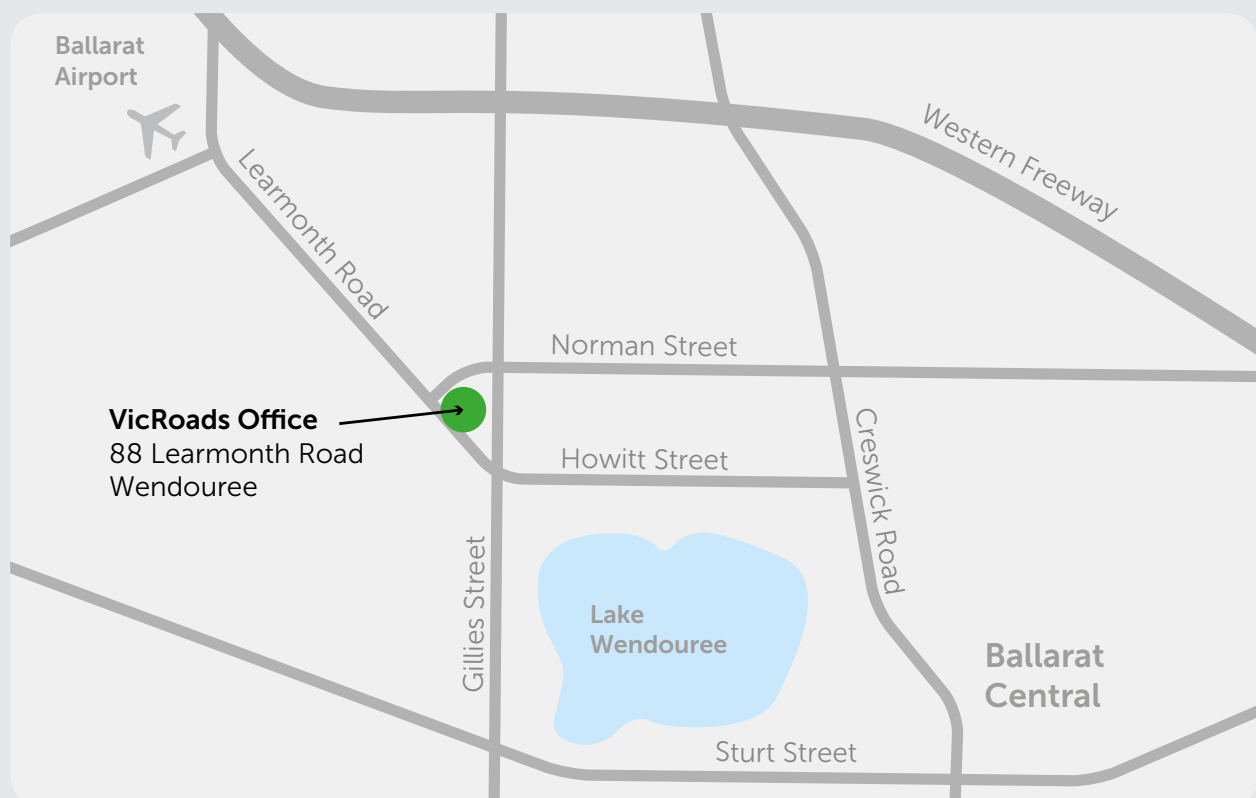 Ballarat
Airport
Western Freeway
Learmonth Road
Norman Street
VicRoads Office
88 Learmonth Road
Wendouree
Howitt Street
Creswick Road
Gillies Street
Lake
Wendouree
Ballarat
Central
Sturt Street